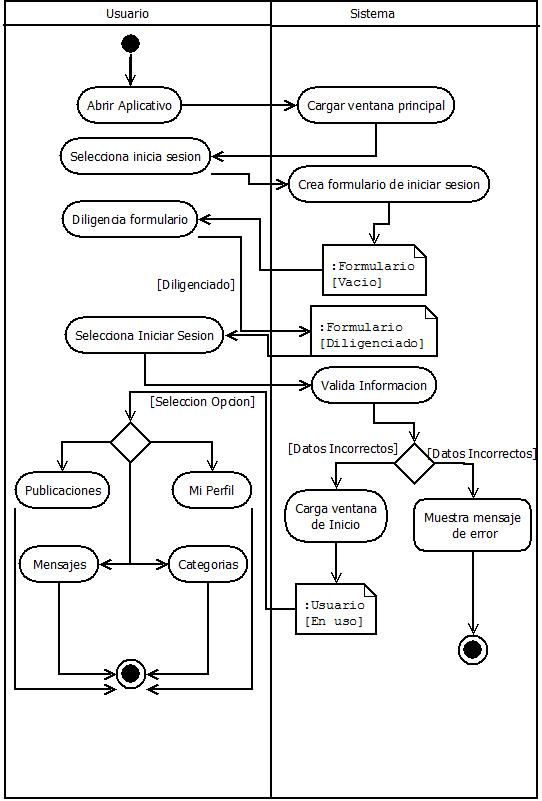 Usuario
Sistema
Abrir Aplicativo
Cargar ventana principal
Selecciona inicia sesion
Crea formulario de iniciar sesion
Diligencia formulario
:Formulario
[Vacio]
[Diligenciado]
:Formulario
[Diligenciado]
Selecciona Iniciar Sesion
Valida Informacion
[Seleccion Opcion]
[Datos Incorrectos]
[Datos Incorrectos]
Publicaciones
Mi Perfil
Carga ventana
de Inicio
Muestra mensaje
de error
Mensajes
Categorias
:Usuario
[En uso]